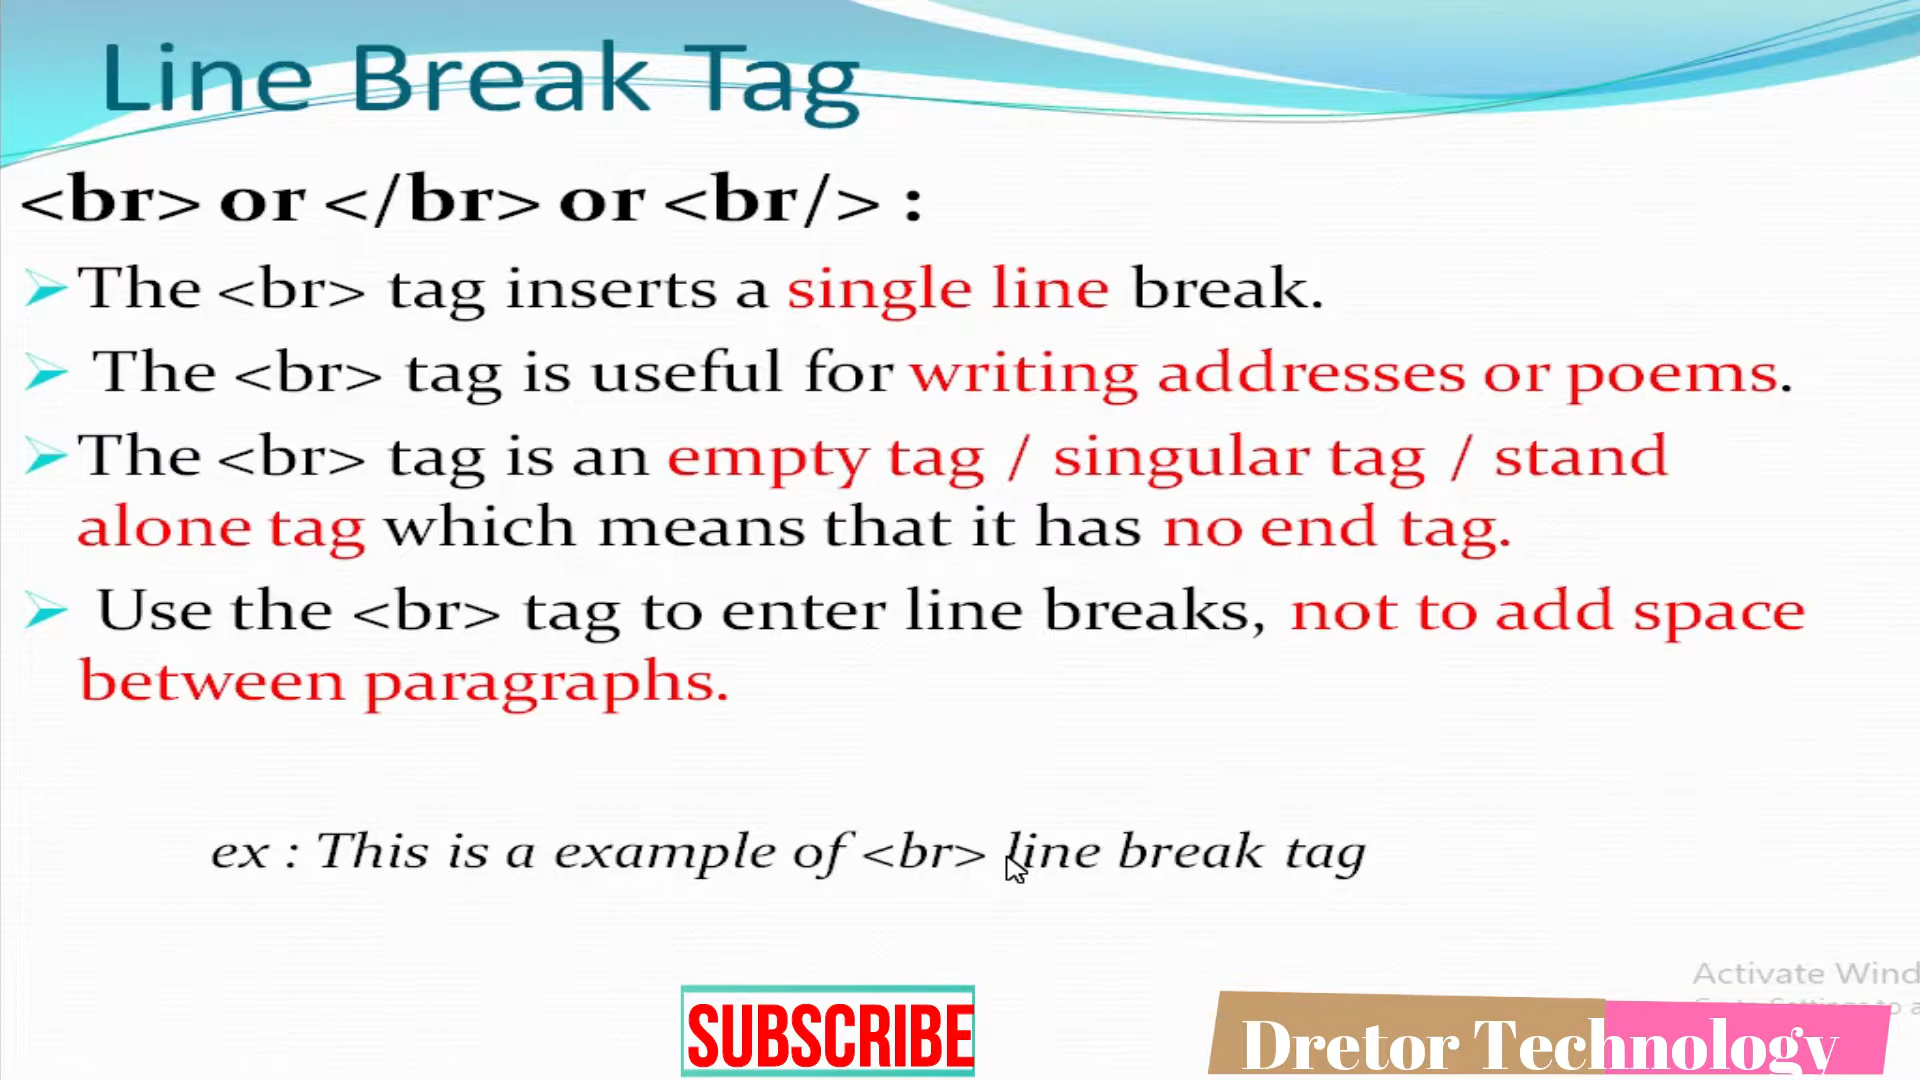 Line Break Tag
<br> or </br> or <br/> :
The <br> tag inserts a single line break.
The <br> tag is useful for writing addresses or poems.
The <br> tag is an empty tag / singular tag / stand
alone tag which means that it has no end tag.
Use the <br> tag to enter line breaks, not to add space
between paragraphs.
ex : This is a example of <br> line break tag
Activate Wind
SUBSCRIBE
Dretor Technology